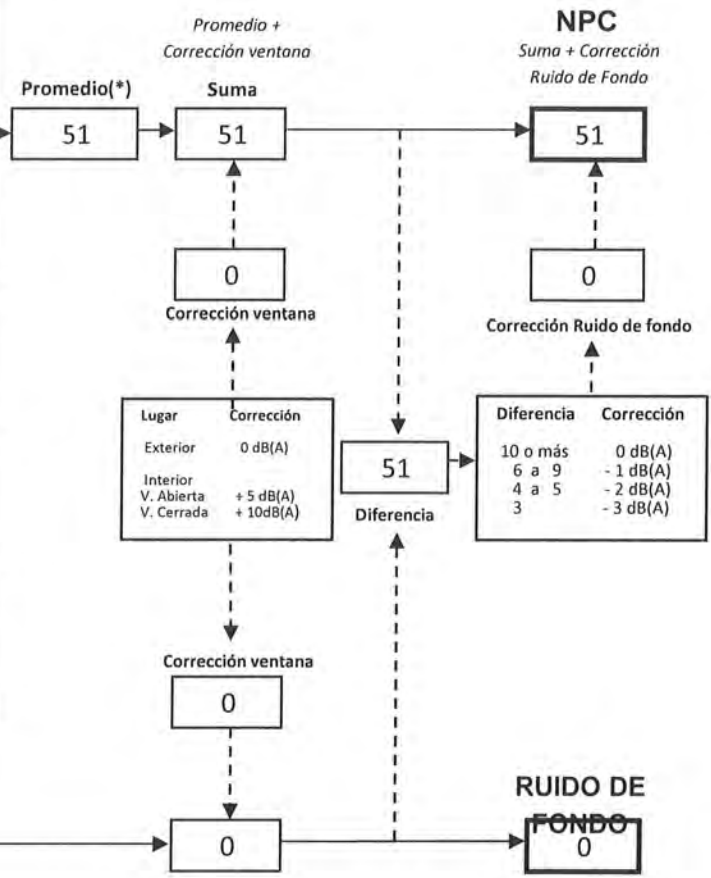 Promedio +
Corrección ventana
NPC
Suma + Corrección
Ruido de Fondo
Promedio(*)
Suma
51
51
51
0
0
Corrección ventana
Corrección Ruido de fondo
Lugar Corrección
Exterior 0 dB(A)
Interior
V. Abierta + 5 dB(A)
V. Cerrada + 10dB(A)
51
Diferencia
Diferencia Corrección
10 o más 0 dB(A)
6 a 9 - 1 dB(A)
4 a 5 - 2 dB(A)
3 - 3 dB(A)
Corrección ventana
0
RUIDO DE
FONDO
0
0